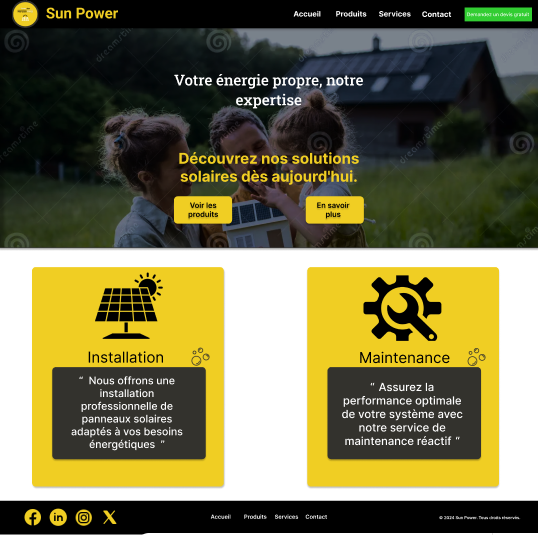 Sun Power
Accueil Produits Services Contact Demandez un devis gratuit
Votre énergie propre, notre
expertise
Découvrez nos solutions
solaires dès aujourd'hui.
Voir les
produits
En savoir
plus
Installation
“ Nous offrons une
installation
professionnelle de
panneaux solaires
adaptés à vos besoins
énergétiques ”
Maintenance
“ Assurez la
performance optimale
de votre système avec
notre service de
maintenance réactif “
Accueil Produits Services Contact
© 2024 Sun Power. Tous droits réservés.